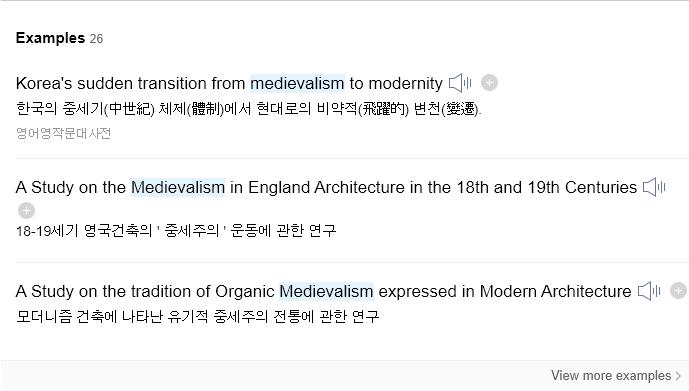 Examples 26
Korea's sudden transition from medievalism to modernity
한국의 중세기(中世紀) 체제(體制)에서 현대로의 비약적(飛躍的) 변천(變遷).
영어영작문대사전
A Study on the Medievalism in England Architecture in the 18th and 19th Centuries
18-19세기 영국건축의 ' 중세주의 ' 운동에 관한 연구
A Study on the tradition of Organic Medievalism expressed in Modern Architecture
모더니즘 건축에 나타난 유기적 중세주의 전통에 관한 연구
View more examples